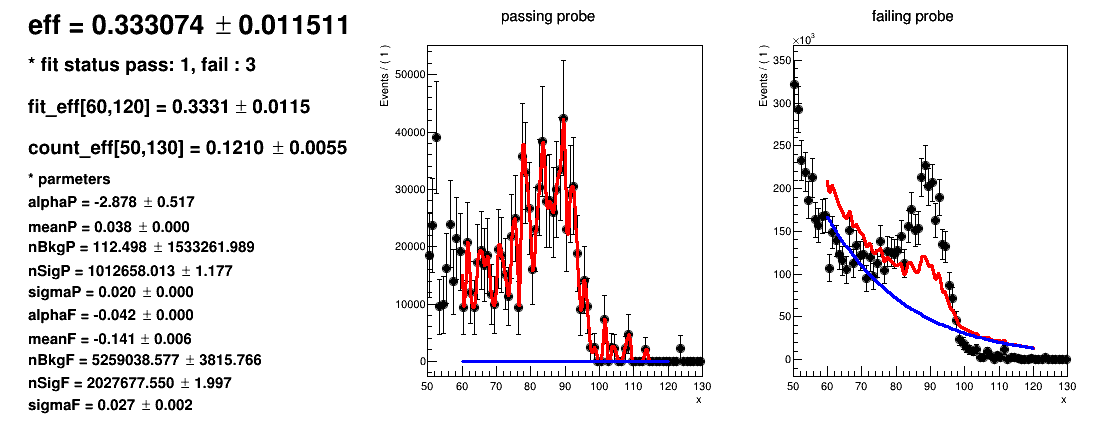 eff = 0.333074 ± 0.011511
* fit status pass: 1, fail : 3
fit_eff[60,120] = 0.3331 ± 0.0115
count_eff[50,130] = 0.1210 ± 0.0055
* parmeters
alphaP = -2.878 ± 0.517
meanP = 0.038 ± 0.000
nBkgP = 112.498 ± 1533261.989
nSigP = 1012658.013 ± 1.177
sigmaP = 0.020 ± 0.000
alphaF = -0.042 ± 0.000
meanF = -0.141 ± 0.006
nBkgF = 5259038.577 ± 3815.766
nSigF = 2027677.550 ± 1.997
sigmaF = 0.027 ± 0.002
passing probe
Events / ( 1 )
50000
40000
30000
20000
10000
0
50 60 70 80 90 100 110 120 130
x
failing probe
×10³
Events / ( 1 )
350
300
250
200
150
100
50
0
50 60 70 80 90 100 110 120 130
x